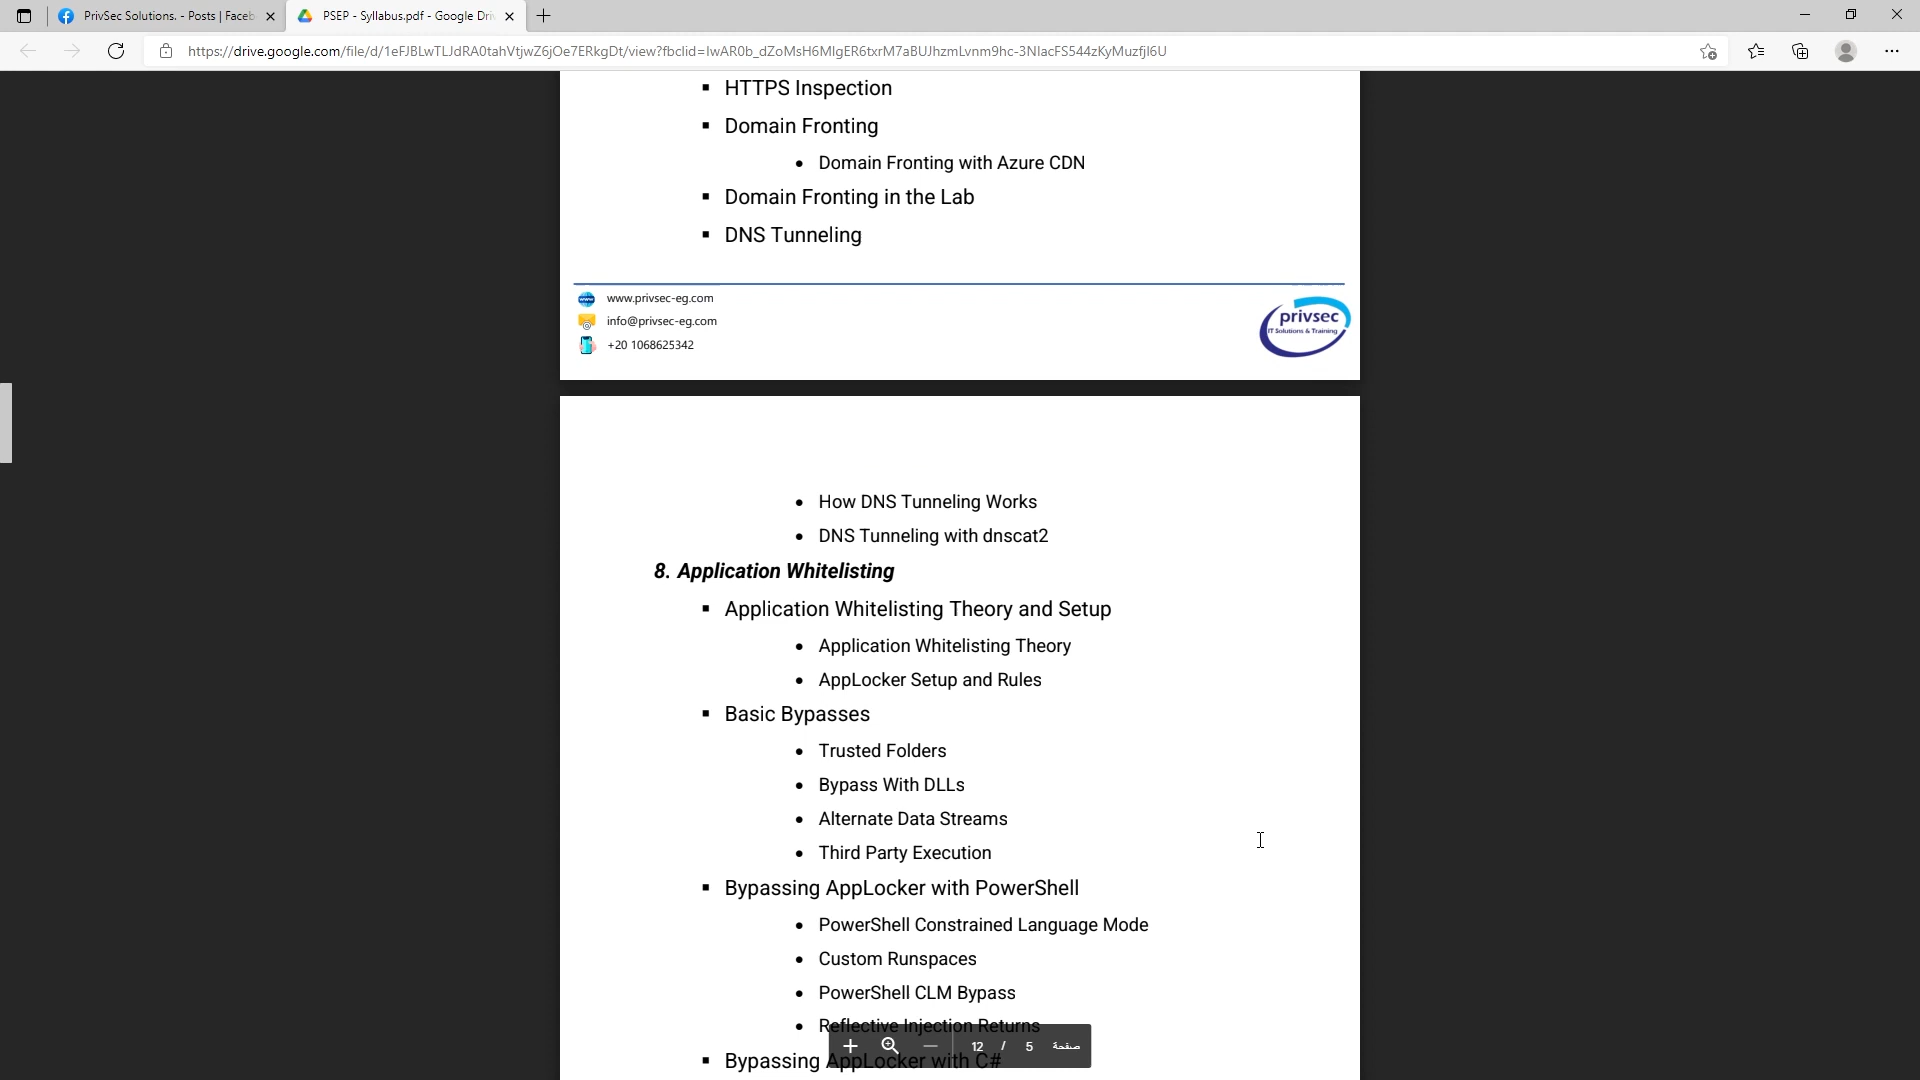 PrivSec Solutions. - Posts | Faceb
PSEP - Syllabus.pdf - Google Driv
https://drive.google.com/file/d/1eFJBLwTLJdRA0tahVtjwZ6jOe7ERkgDt/view?fbclid=IwAR0b_dZoMsH6MIgER6txrM7aBUJhzmLvnm9hc-3NIacFS544zKyMuzfjI6U
▪ HTTPS Inspection
▪ Domain Fronting
• Domain Fronting with Azure CDN
▪ Domain Fronting in the Lab
▪ DNS Tunneling
www.privsec-eg.com
info@privsec-eg.com
+20 1068625342
privsec
IT Solutions & Training
• How DNS Tunneling Works
• DNS Tunneling with dnscat2
8. Application Whitelisting
▪ Application Whitelisting Theory and Setup
• Application Whitelisting Theory
• AppLocker Setup and Rules
▪ Basic Bypasses
• Trusted Folders
• Bypass With DLLs
• Alternate Data Streams
• Third Party Execution
▪ Bypassing AppLocker with PowerShell
• PowerShell Constrained Language Mode
• Custom Runspaces
• PowerShell CLM Bypass
• Reflective Injection Returns
12 / 5 صفحة
▪ Bypassing AppLocker with C#